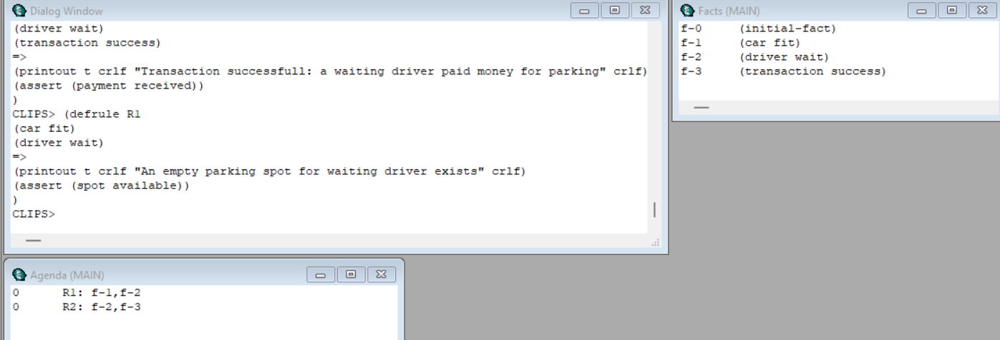 Dialog Window
(driver wait)
(transaction success)
=>
(printout t crlf "Transaction successfull: a waiting driver paid money for parking" crlf)
(assert (payment received))
)
CLIPS> (defrule R1
(car fit)
(driver wait)
=>
(printout t crlf "An empty parking spot for waiting driver exists" crlf)
(assert (spot available))
)
CLIPS>
Facts (MAIN)
f-0 (initial-fact)
f-1 (car fit)
f-2 (driver wait)
f-3 (transaction success)
Agenda (MAIN)
0 R1: f-1,f-2
0 R2: f-2,f-3